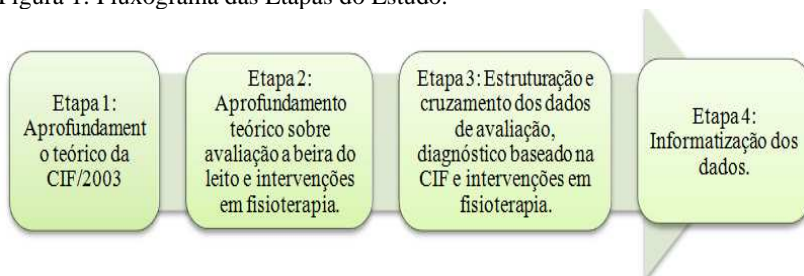 Figura 1: Fluxograma das Etapas do Estudo.
Etapa 1:
Aprofundament
o teórico da
CIF/2003
Etapa 2:
Aprofundamento
teórico sobre
avaliação a beira do
leito e intervenções
em fisioterapia.
Etapa 3: Estruturação e
cruzamento dos dados
de avaliação,
diagnóstico baseado na
CIF e intervenções em
fisioterapia.
Etapa 4:
Informatização dos
dados.